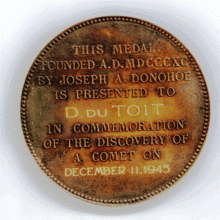 THIS MEDAL,
FOUNDED A.D. MDCCCXC
BY JOSEPH A. DONOHOE
IS PRESENTED TO
D. DU TOIT
IN COMMEMORATION
OF THE DISCOVERY OF
A COMET ON
DECEMBER 11, 1945